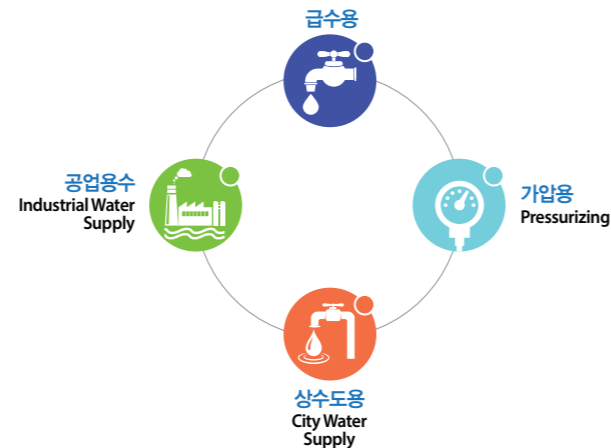 급수용
공업용수
Industrial Water
Supply
가압용
Pressurizing
상수도용
City Water
Supply